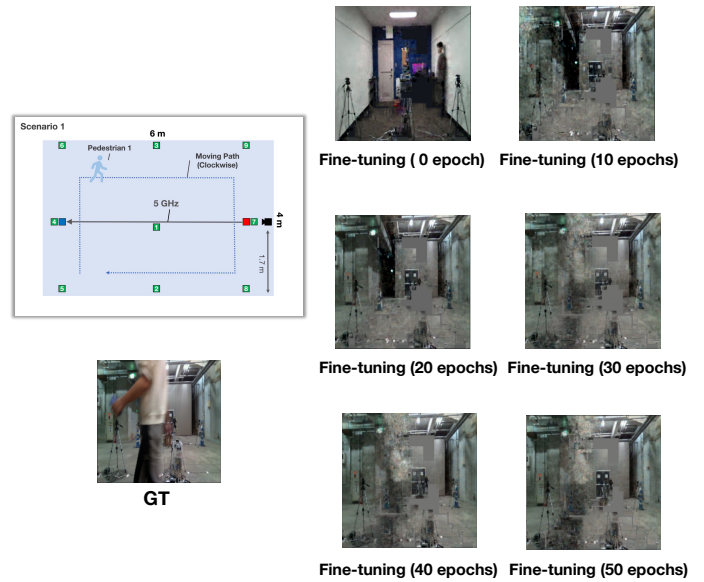 Scenario 1
6 m
6
3
9
Pedestrian 1
Moving Path
(Clockwise)
5 GHz
4
1
7
4 m
1.7 m
5
2
8
GT
Fine-tuning ( 0 epoch)
Fine-tuning (10 epochs)
Fine-tuning (20 epochs)
Fine-tuning (30 epochs)
Fine-tuning (40 epochs)
Fine-tuning (50 epochs)